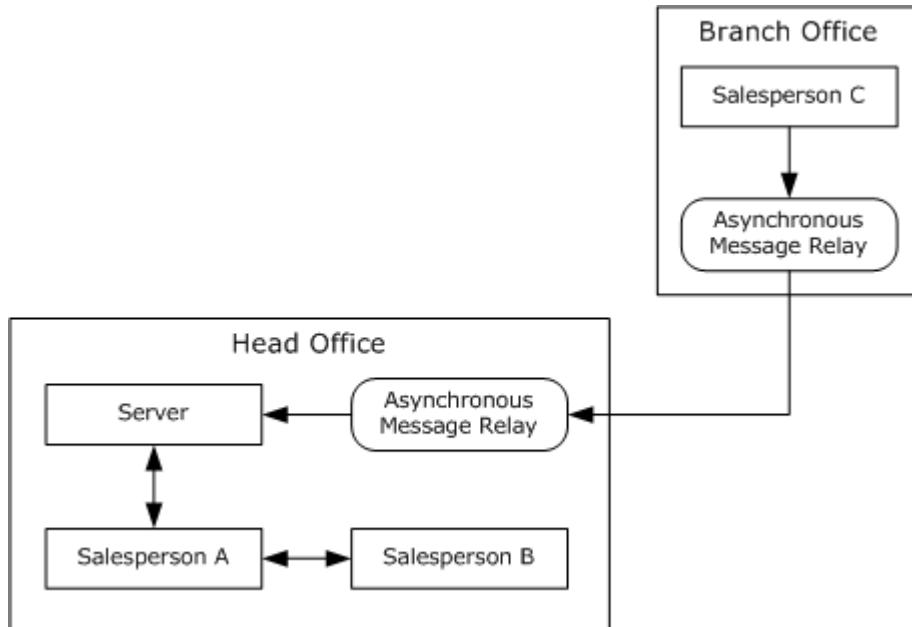 Branch Office
Salesperson C
Asynchronous
Message Relay
Head Office
Server
Asynchronous
Message Relay
Salesperson A
Salesperson B